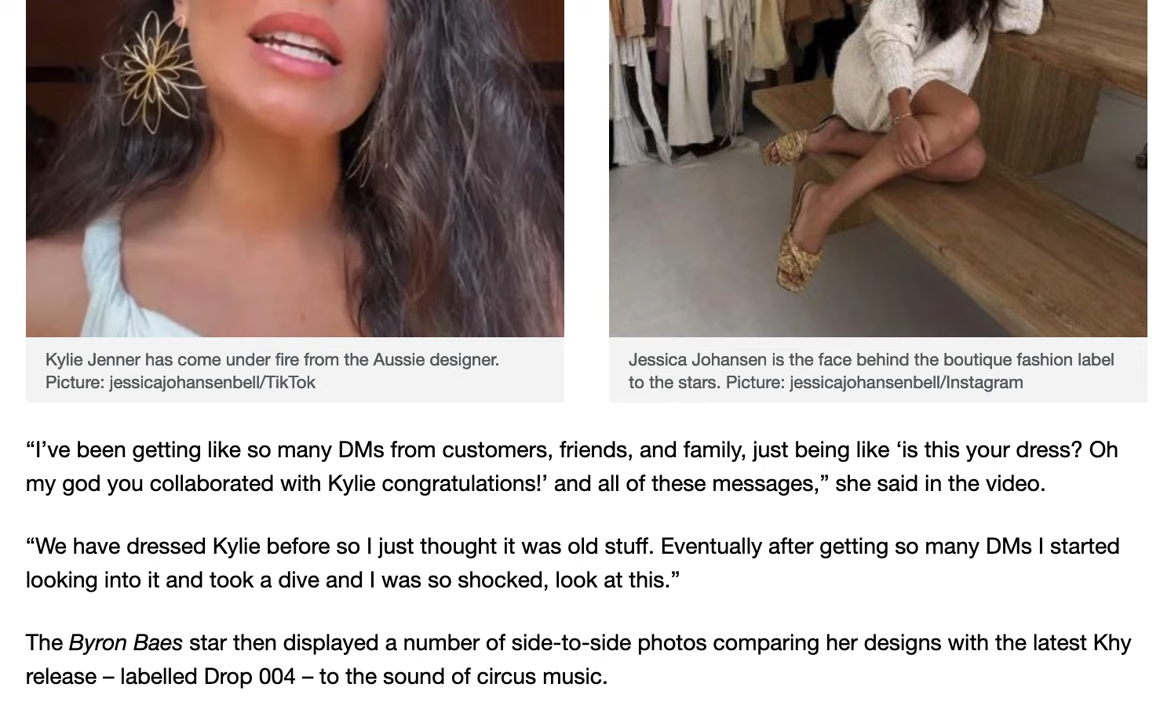 Kylie Jenner has come under fire from the Aussie designer.
Picture: jessicajohansenbell/TikTok
Jessica Johansen is the face behind the boutique fashion label
to the stars. Picture: jessicajohansenbell/Instagram
“I’ve been getting like so many DMs from customers, friends, and family, just being like ‘is this your dress? Oh
my god you collaborated with Kylie congratulations!’ and all of these messages,” she said in the video.
“We have dressed Kylie before so I just thought it was old stuff. Eventually after getting so many DMs I started
looking into it and took a dive and I was so shocked, look at this.”
The Byron Baes star then displayed a number of side-to-side photos comparing her designs with the latest Khy
release – labelled Drop 004 – to the sound of circus music.